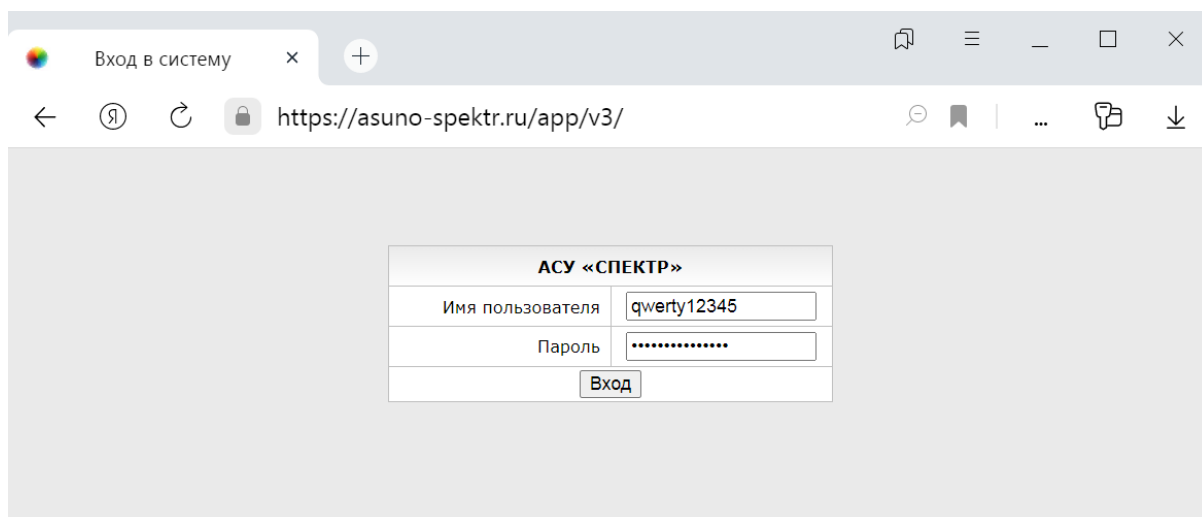 Вход в систему
https://asuno-spektr.ru/app/v3/
АСУ «СПЕКТР»
Имя пользователя qwerty12345
Пароль •••••••••••••••
Вход